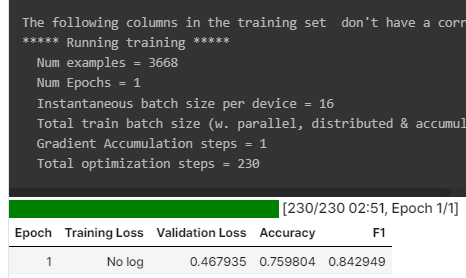 The following columns in the training set  don't have a corr
***** Running training *****
  Num examples = 3668
  Num Epochs = 1
  Instantaneous batch size per device = 16
  Total train batch size (w. parallel, distributed & accumul
  Gradient Accumulation steps = 1
  Total optimization steps = 230
[230/230 02:51, Epoch 1/1]
Epoch Training Loss Validation Loss Accuracy F1
1 No log 0.467935 0.759804 0.842949